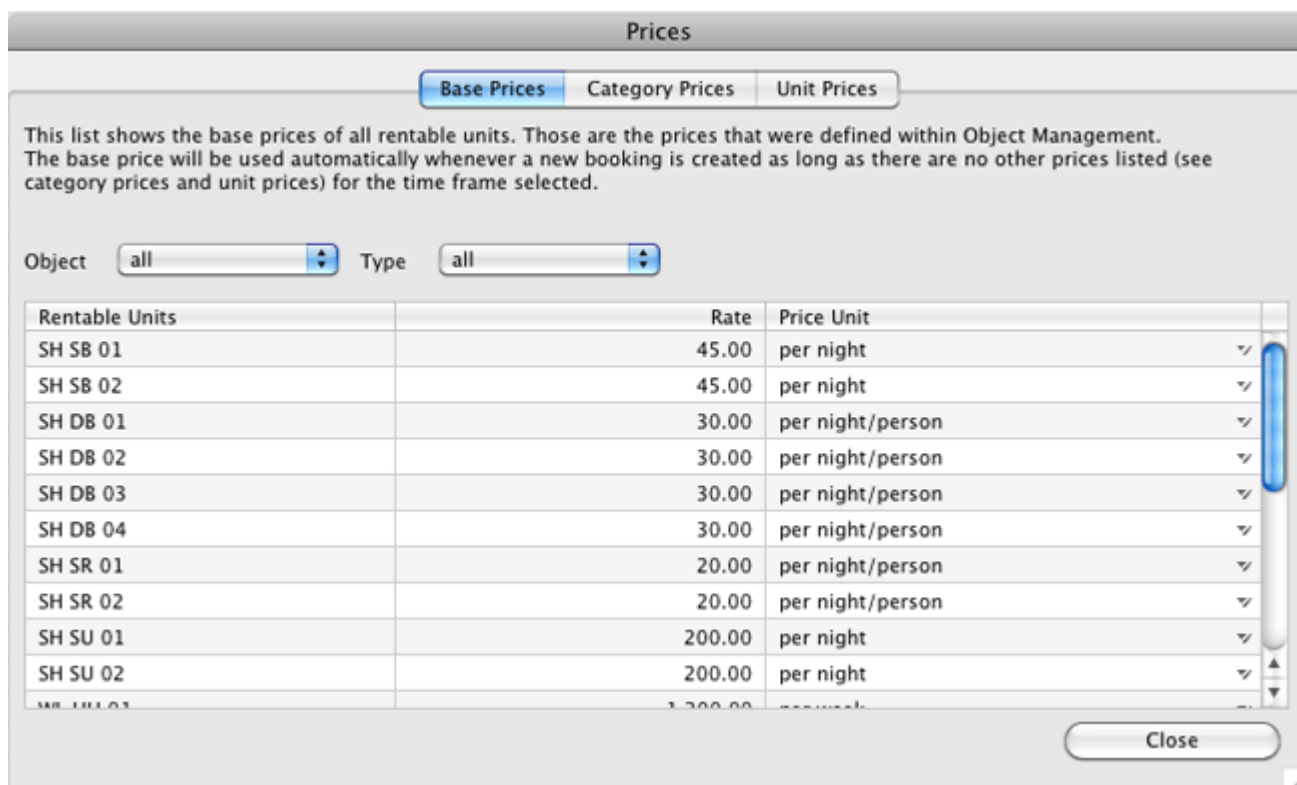 Prices
Base Prices Category Prices Unit Prices
This list shows the base prices of all rentable units. Those are the prices that were defined within Object Management.
The base price will be used automatically whenever a new booking is created as long as there are no other prices listed (see
category prices and unit prices) for the time frame selected.
Object all Type all
Rentable Units Rate Price Unit
SH SB 01 45.00 per night
SH SB 02 45.00 per night
SH DB 01 30.00 per night/person
SH DB 02 30.00 per night/person
SH DB 03 30.00 per night/person
SH DB 04 30.00 per night/person
SH SR 01 20.00 per night/person
SH SR 02 20.00 per night/person
SH SU 01 200.00 per night
SH SU 02 200.00 per night
per week
Close